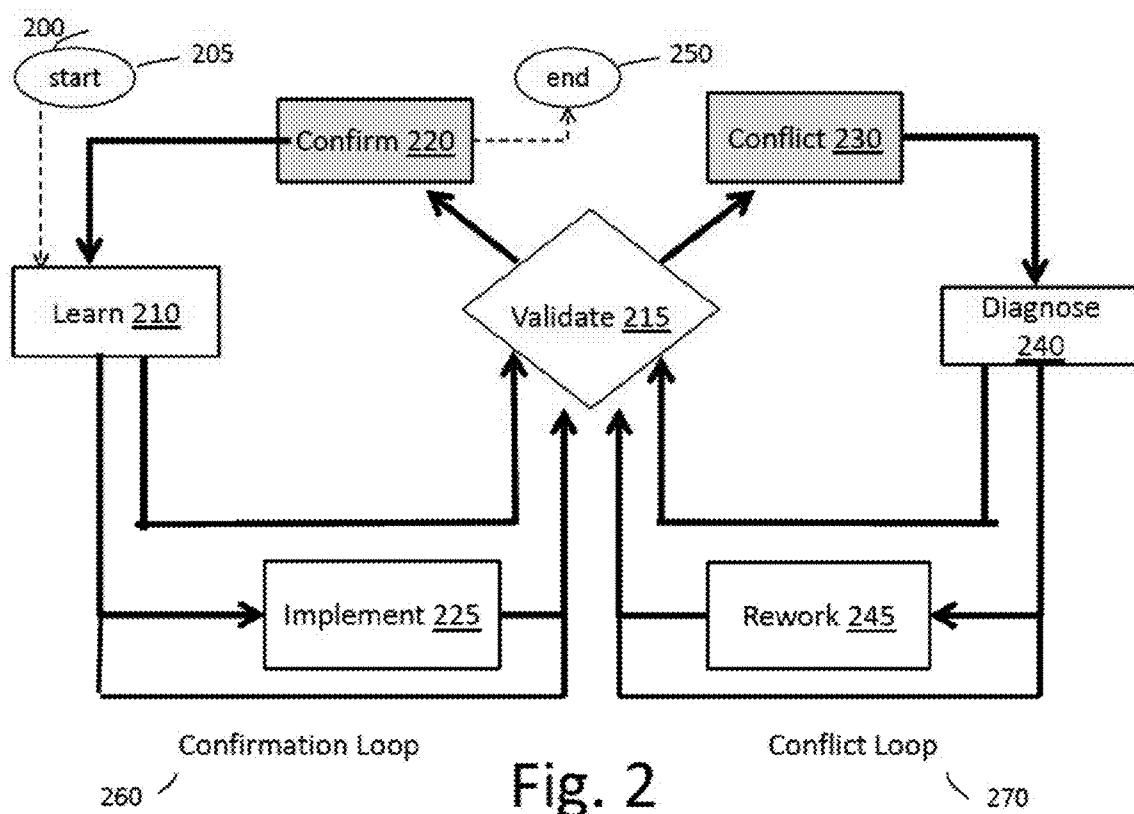 200
205
start
end
250
Confirm 220
Conflict 230
Learn 210
Validate 215
Diagnose
240
Implement 225
Rework 245
Confirmation Loop
Conflict Loop
260
Fig. 2
270